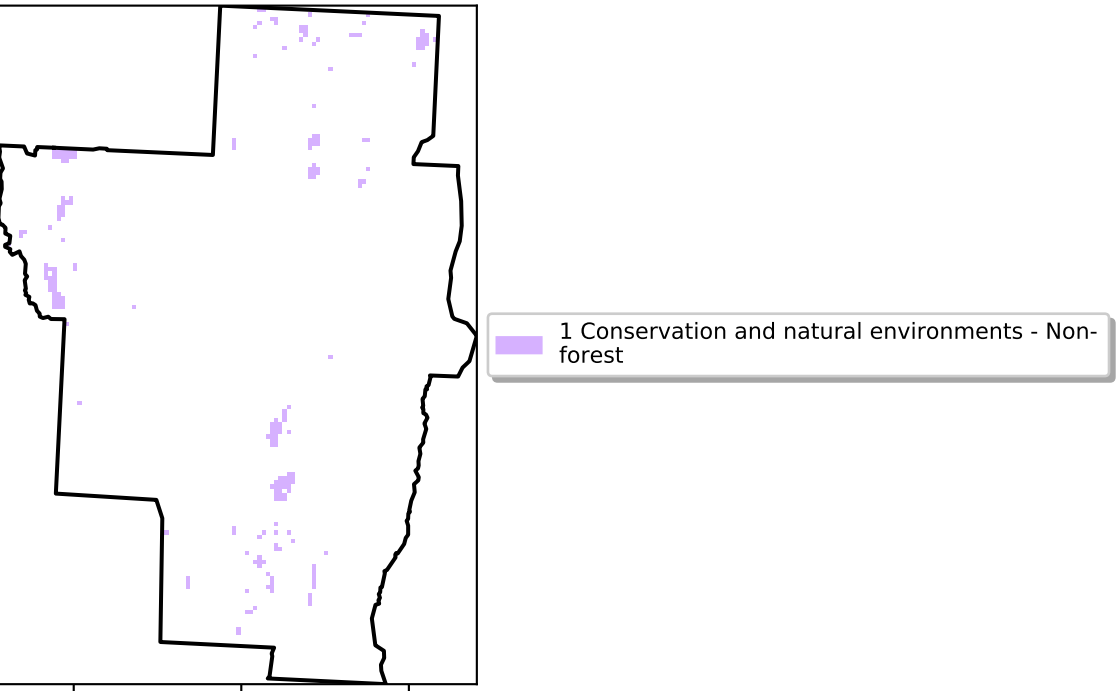 1 Conservation and natural environments - Non-
forest